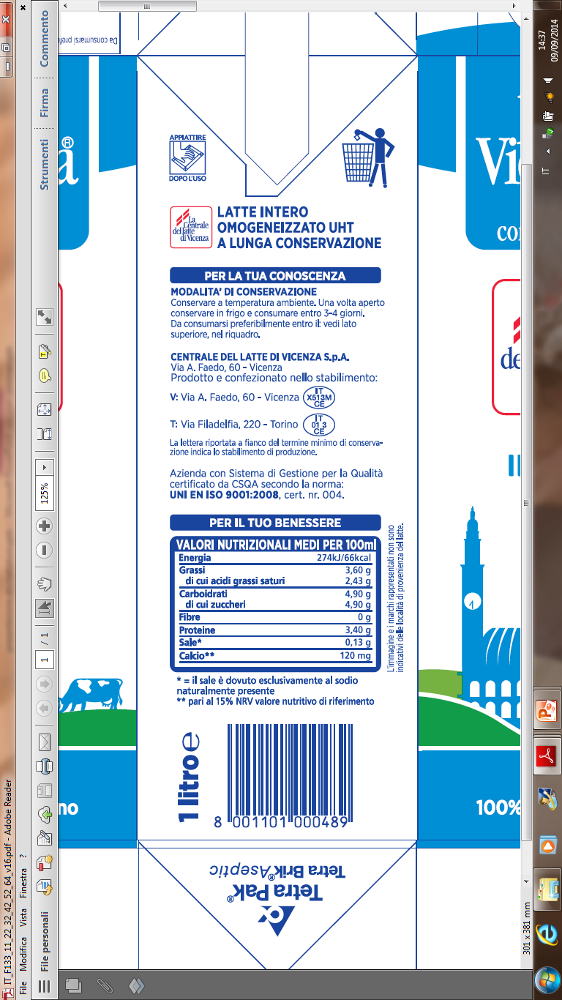 IT_F133_11_22_32_42_52_64_v16.pdf - Adobe Reader
File Modifica Vista Finestra ?
File personali
1 / 1
125%
Strumenti Firma Commento
APPIATTIRE
DOPO L'USO
La
Centrale
del latte
di Vicenza
LATTE INTERO
OMOGENEIZZATO UHT
A LUNGA CONSERVAZIONE
PER LA TUA CONOSCENZA
MODALITA' DI CONSERVAZIONE
Conservare a temperatura ambiente. Una volta aperto
conservare in frigo e consumare entro 3-4 giorni.
Da consumarsi preferibilmente entro il: vedi lato
superiore, nel riquadro.
CENTRALE DEL LATTE DI VICENZA S.p.A.
Via A. Faedo, 60 - Vicenza
Prodotto e confezionato nello stabilimento:
V: Via A. Faedo, 60 - Vicenza
IT
X513M
CE
T: Via Filadelfia, 220 - Torino
IT
01 3
CE
La lettera riportata a fianco del termine minimo di conserva-
zione indica lo stabilimento di produzione.
Azienda con Sistema di Gestione per la Qualità
certificato da CSQA secondo la norma:
UNI EN ISO 9001:2008, cert. nr. 004.
PER IL TUO BENESSERE
VALORI NUTRIZIONALI MEDI PER 100ml
Energia 274kJ/66kcal
Grassi 3,60 g
di cui acidi grassi saturi 2,43 g
Carboidrati 4,90 g
di cui zuccheri 4,90 g
Fibre 0 g
Proteine 3,40 g
Sale* 0,13 g
Calcio** 120 mg
* = il sale è dovuto esclusivamente al sodio
naturalmente presente
** pari al 15% NRV valore nutritivo di riferimento
L'immagine e i marchi rappresentati non sono
indicativi delle località di provenienza del latte.
1 litro e
8 001101 000489
Tetra Pak®
Tetra Brik® Aseptic
Da consumarsi
à®
no
Vi
co
de
100%
301 x 381 mm
IT
14:37
09/09/2014